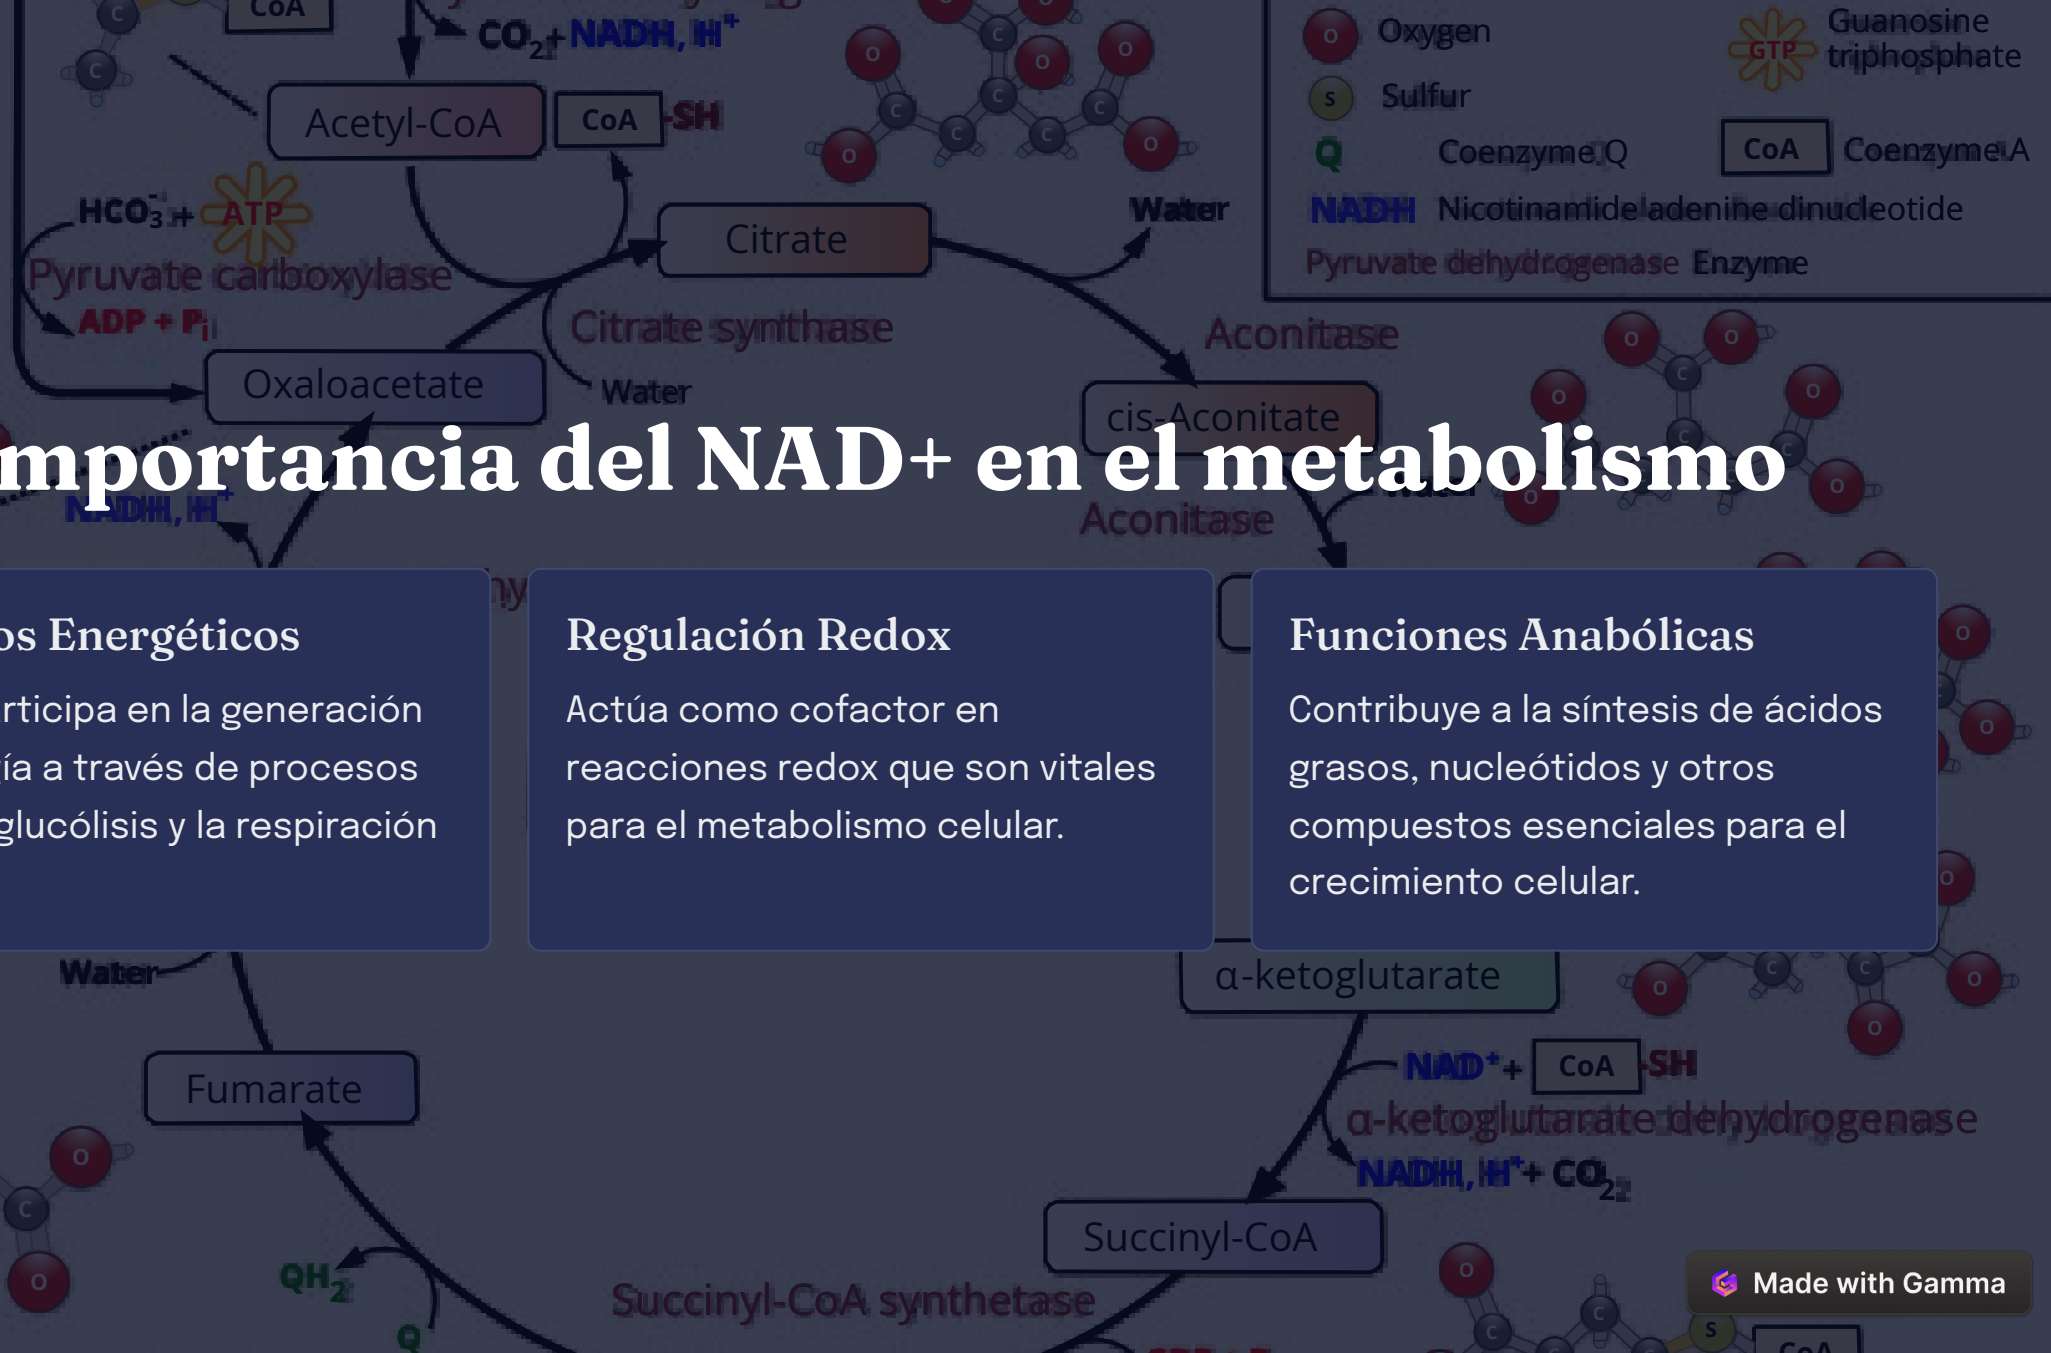 CoA
CO2+NADH, H+
Oxygen
Guanosine
triphosphate
GTP
Sulfur
S
Acetyl-CoA
CoA-SH
Q
Coenzyme Q
CoA
Coenzyme A
HCO3- +
ATP
NADH
Nicotinamide adenine dinucleotide
Water
Citrate
Pyruvate carboxylase
Pyruvate dehydrogenase Enzyme
ADP + Pi
Citrate synthase
Aconitase
Oxaloacetate
Water
cis-Aconitate
mportancia del NAD+ en el metabolismo
NADH, H+
Water
Aconitase
hy
os Energéticos
rticipa en la generación
ía a través de procesos
glucólisis y la respiración
Regulación Redox
Actúa como cofactor en
reacciones redox que son vitales
para el metabolismo celular.
Funciones Anabólicas
Contribuye a la síntesis de ácidos
grasos, nucleótidos y otros
compuestos esenciales para el
crecimiento celular.
Water
α-ketoglutarate
Fumarate
NAD+ + CoA-SH
α-ketoglutarate dehydrogenase
NADH, H+ + CO2
Succinyl-CoA
QH2
Q
Succinyl-CoA synthetase
Made with Gamma
S
CoA